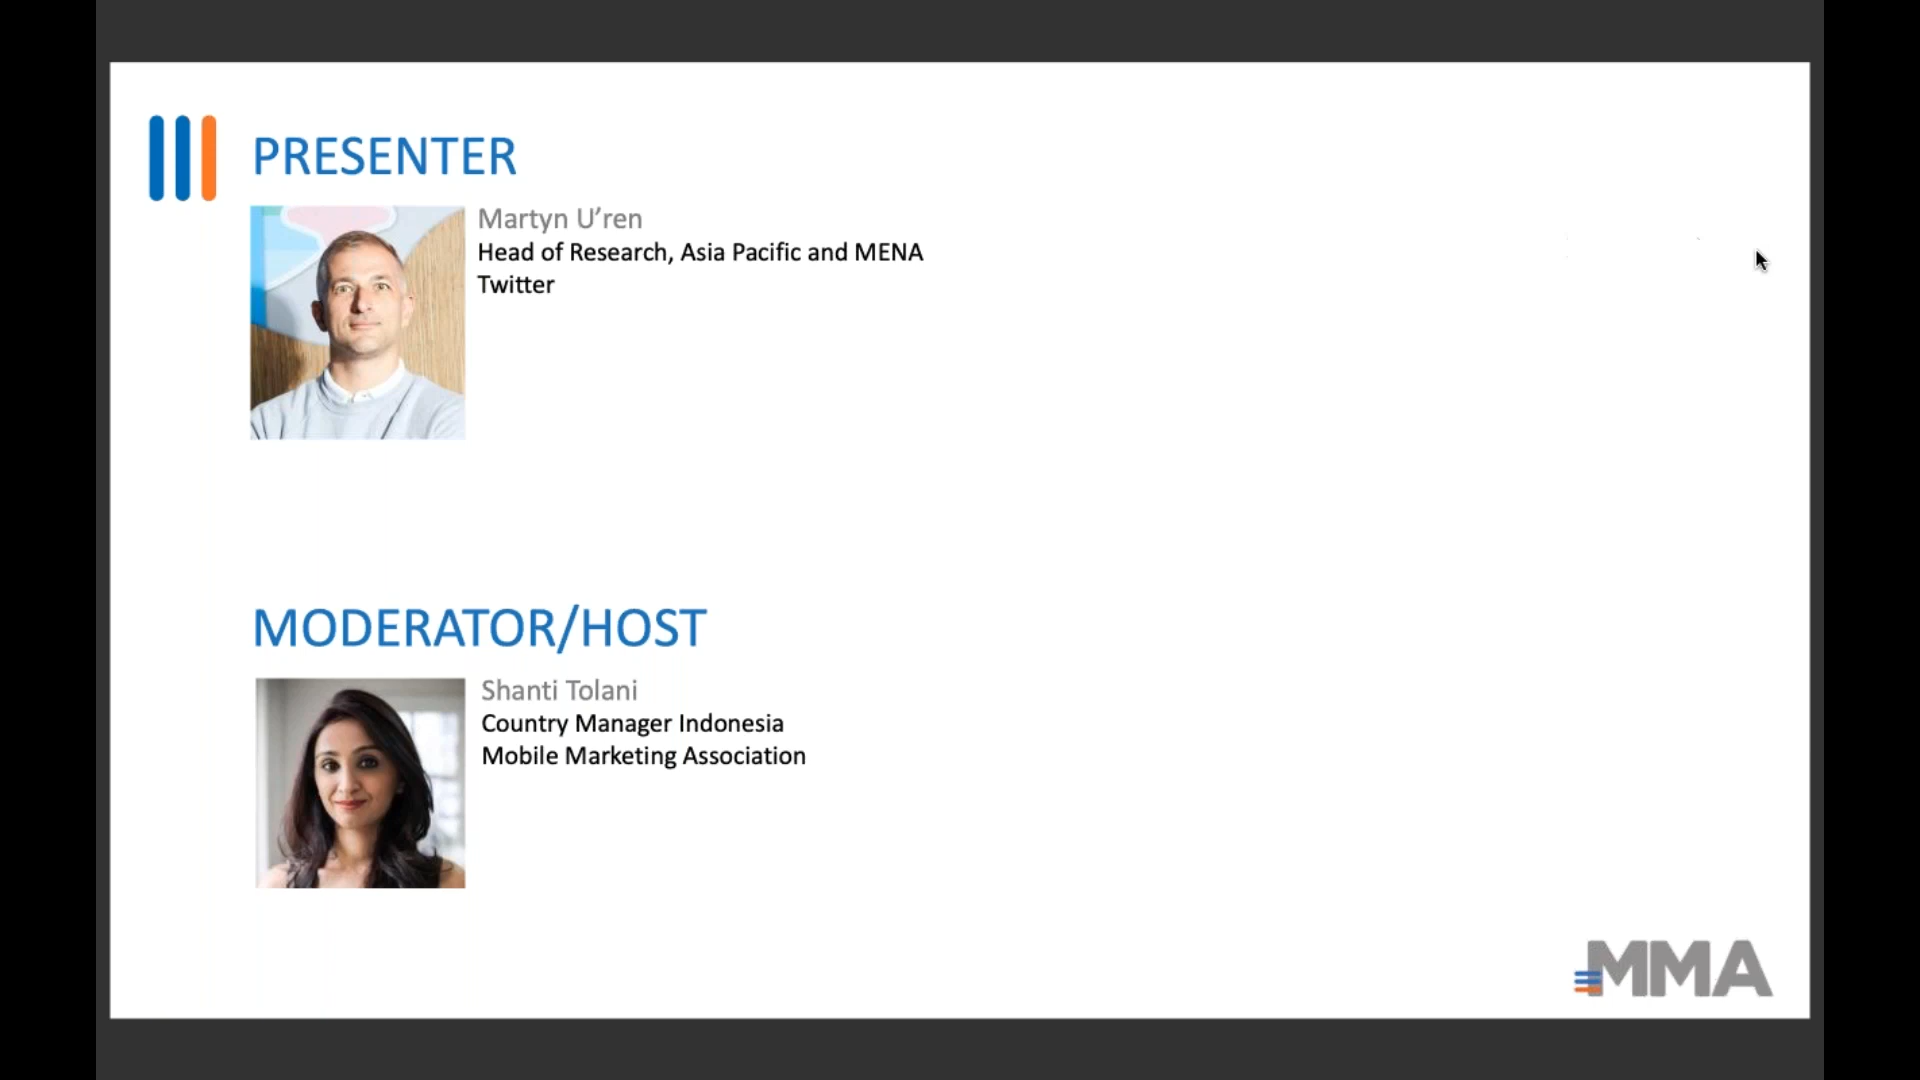 PRESENTER
Martyn U’ren
Head of Research, Asia Pacific and MENA
Twitter
MODERATOR/HOST
Shanti Tolani
Country Manager Indonesia
Mobile Marketing Association
MMA